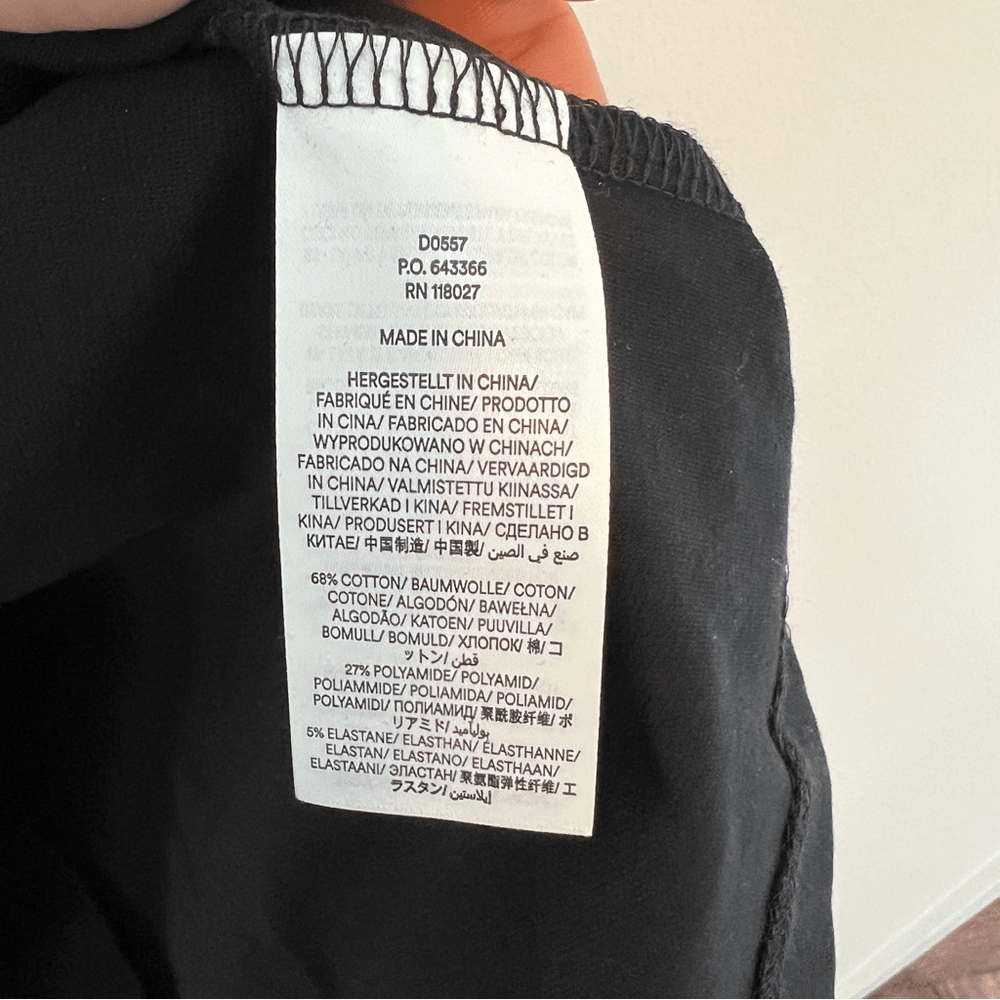 D0557
P.O. 643366
RN 118027
MADE IN CHINA
HERGESTELLT IN CHINA/
FABRIQUÉ EN CHINE/ PRODOTTO
IN CINA/ FABRICADO EN CHINA/
WYPRODUKOWANO W CHINACH/
FABRICADO NA CHINA/ VERVAARDIGD
IN CHINA/ VALMISTETTU KIINASSA/
TILLVERKAD I KINA/ FREMSTILLET I
KINA/ PRODUSERT I KINA/ СДЕЛАНО В
КИТАЕ/ 中国制造/ 中国製/ صنع في الصين
68% COTTON/ BAUMWOLLE/ COTON/
COTONE/ ALGODÓN/ BAWEŁNA/
ALGODÃO/ KATOEN/ PUUVILLA/
BOMULL/ BOMULD/ ХЛОПОК/ 棉/ コ
ットン/ قطن
27% POLYAMIDE/ POLYAMID/
POLIAMMIDE/ POLIAMIDA/ POLIAMID/
POLYAMIDI/ ПОЛИАМИД/ 聚酰胺纤维/ ポ
リアミド/ بولیآمید
5% ELASTANE/ ELASTHAN/ ÉLASTHANNE/
ELASTAN/ ELASTANO/ ELASTHAAN/
ELASTAANI/ ЭЛАСТАН/ 聚氨酯弹性纤维/ エ
ラスタン/ إيلاستين